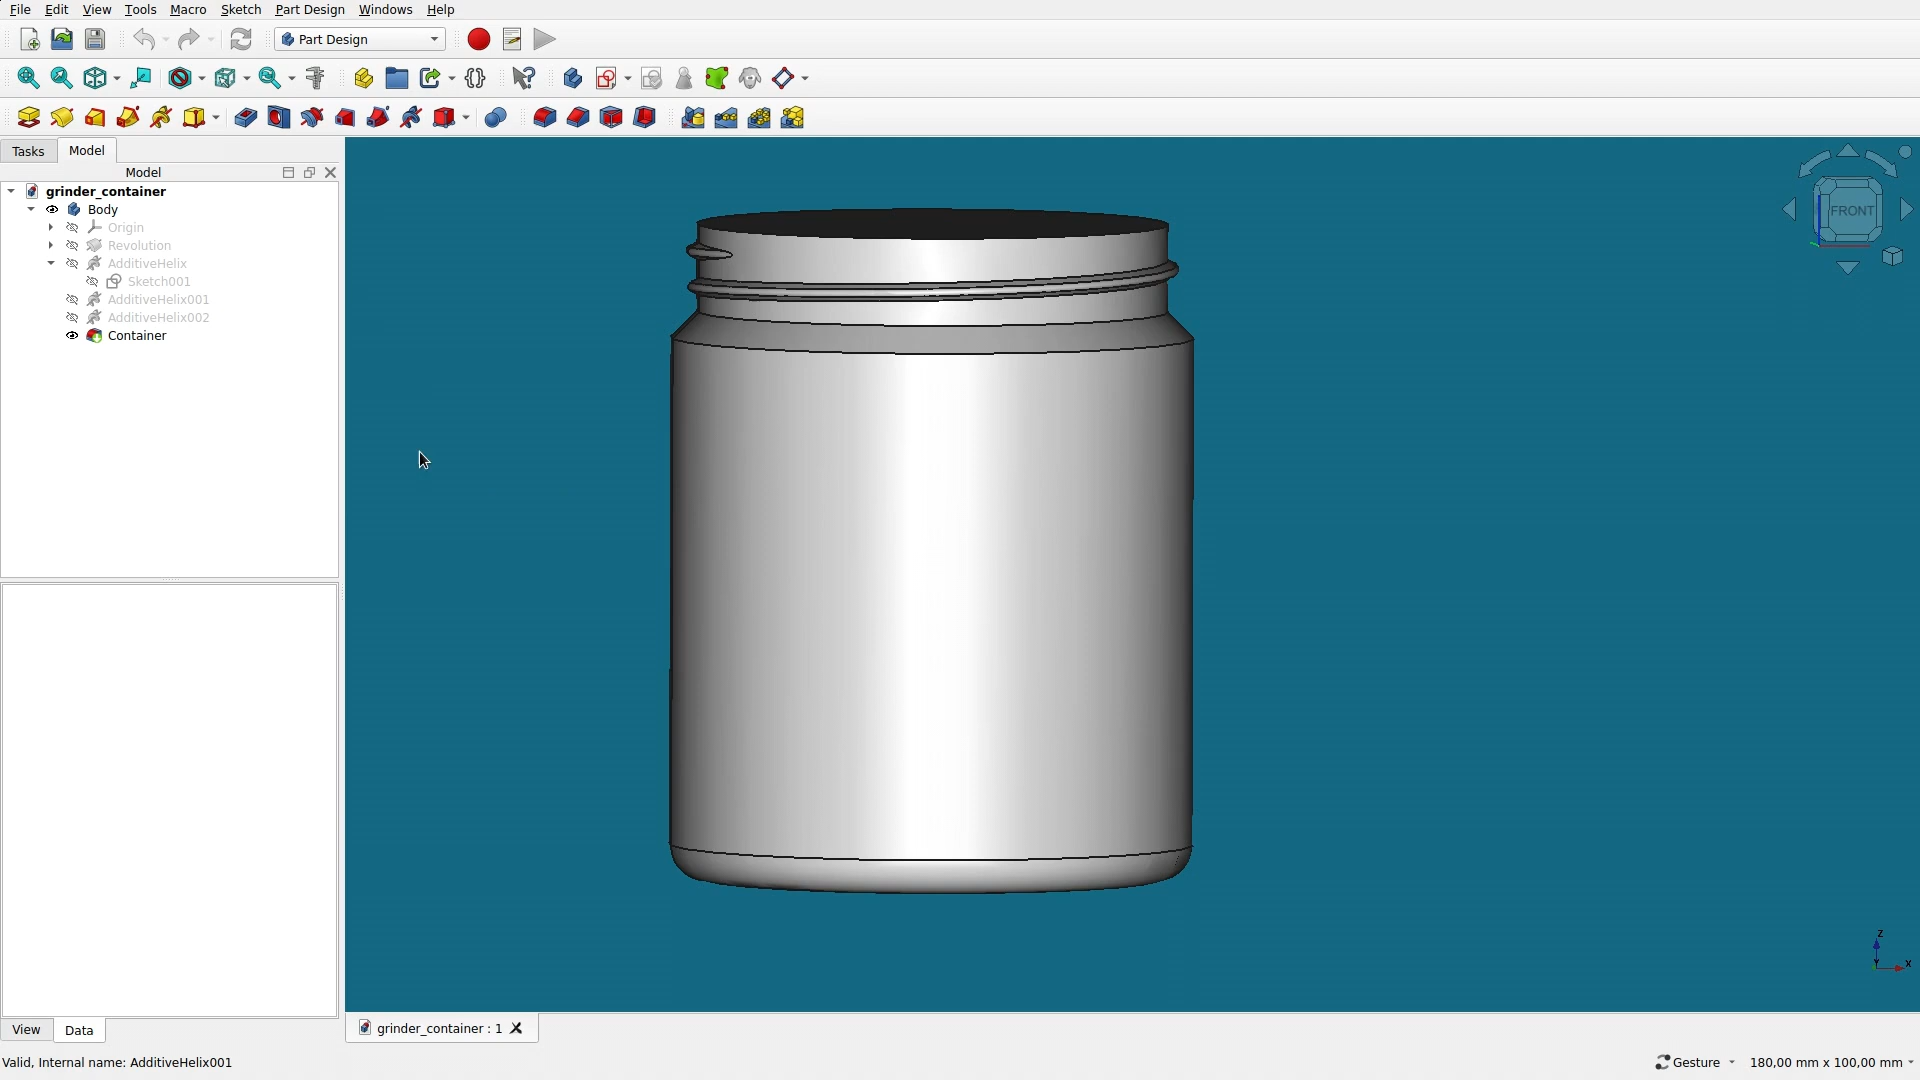 File Edit View Tools Macro Sketch Part Design Windows Help
Part Design
Tasks Model
Model
grinder_container
Body
Origin
Revolution
AdditiveHelix
Sketch001
AdditiveHelix001
AdditiveHelix002
Container
FRONT
Z
Y
X
View Data
grinder_container : 1
Valid, Internal name: AdditiveHelix001
Gesture
180,00 mm x 100,00 mm